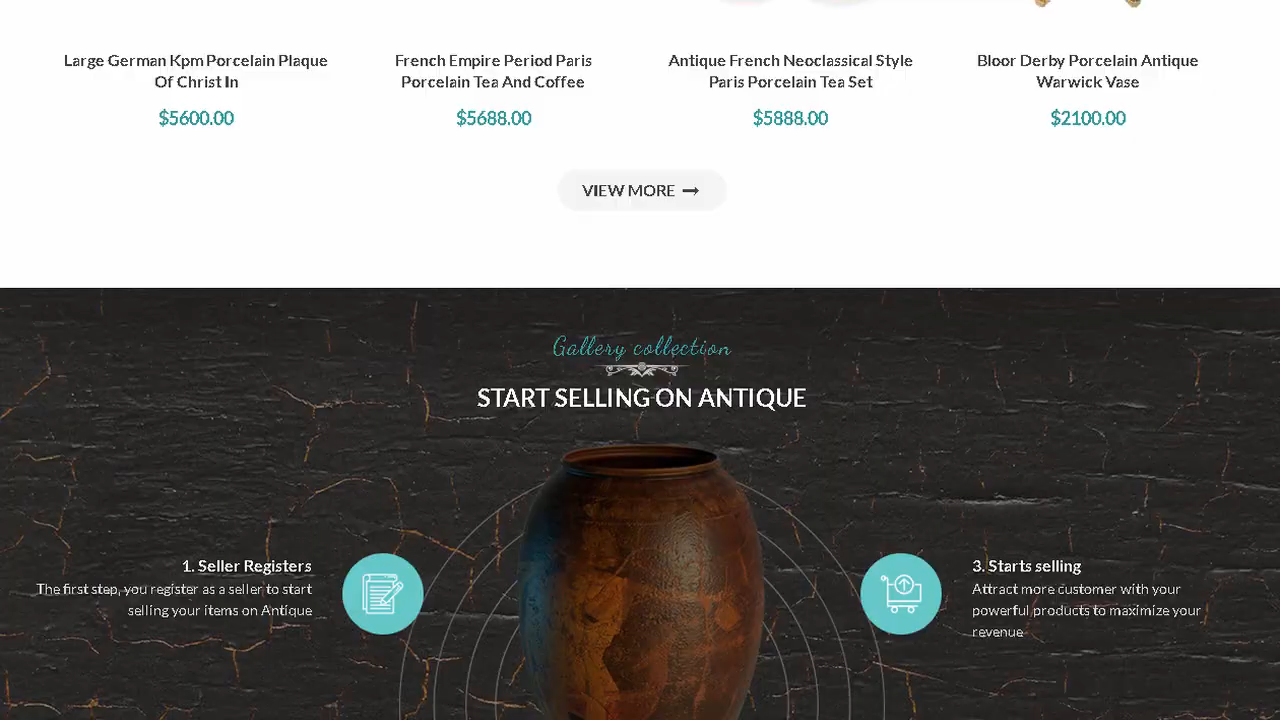 Large German Kpm Porcelain Plaque
Of Christ In
$5600.00
French Empire Period Paris
Porcelain Tea And Coffee
$5688.00
Antique French Neoclassical Style
Paris Porcelain Tea Set
$5888.00
Bloor Derby Porcelain Antique
Warwick Vase
$2100.00
VIEW MORE
Gallery collection
START SELLING ON ANTIQUE
1. Seller Registers
The first step, you register as a seller to start
selling your items on Antique
3. Starts selling
Attract more customer with your
powerful products to maximize your
revenue